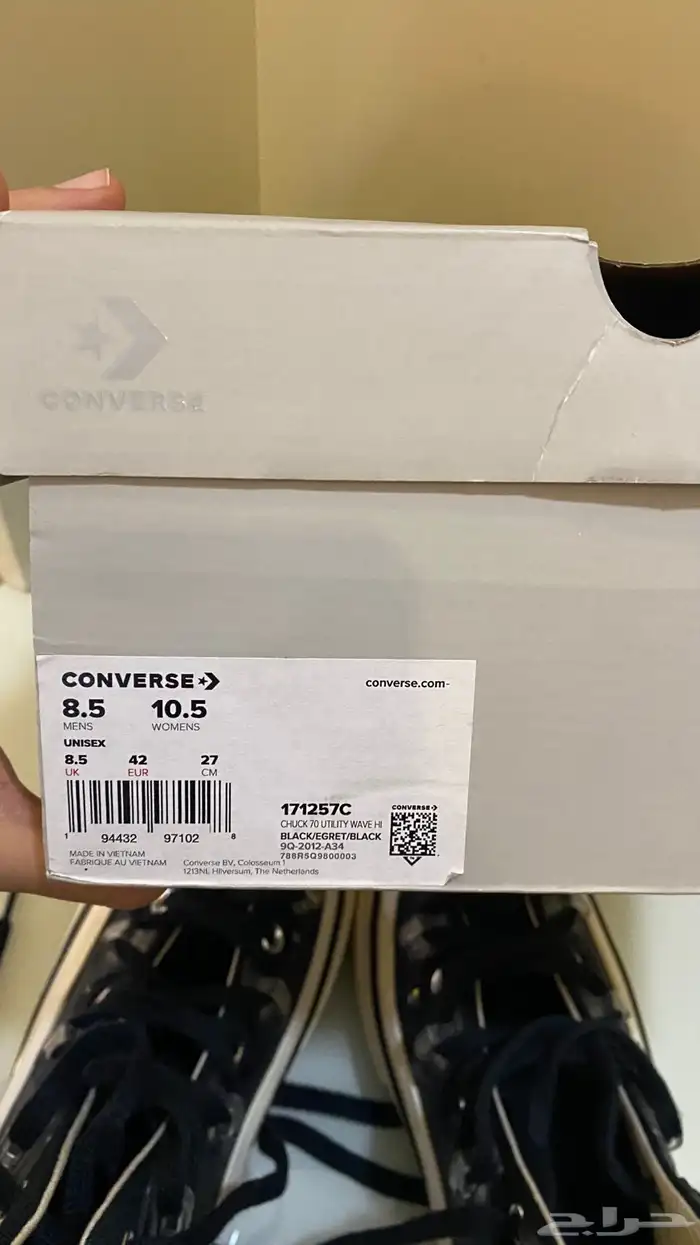 CONVERSE
CONVERSE
converse.com
8.5 10.5
MENS WOMENS
UNISEX
8.5 42 27
UK EUR CM
1 94432 97102 8
171257C
CHUCK 70 UTILITY WAVE HI
BLACK/EGRET/BLACK
9Q-2012-A34
788R5Q9800003
CONVERSE
MADE IN VIETNAM
FABRIQUE AU VIETNAM
Converse BV, Colosseum 1
1213NL Hilversum, The Netherlands
حراج